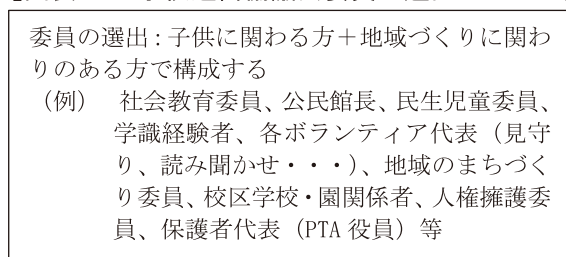 委員の選出：子供に関わる方＋地域づくりに関わ
りのある方で構成する
（例）　社会教育委員、公民館長、民生児童委員、
学識経験者、各ボランティア代表（見守
り、読み聞かせ・・・）、地域のまちづく
り委員、校区学校・園関係者、人権擁護委
員、保護者代表（PTA 役員）等